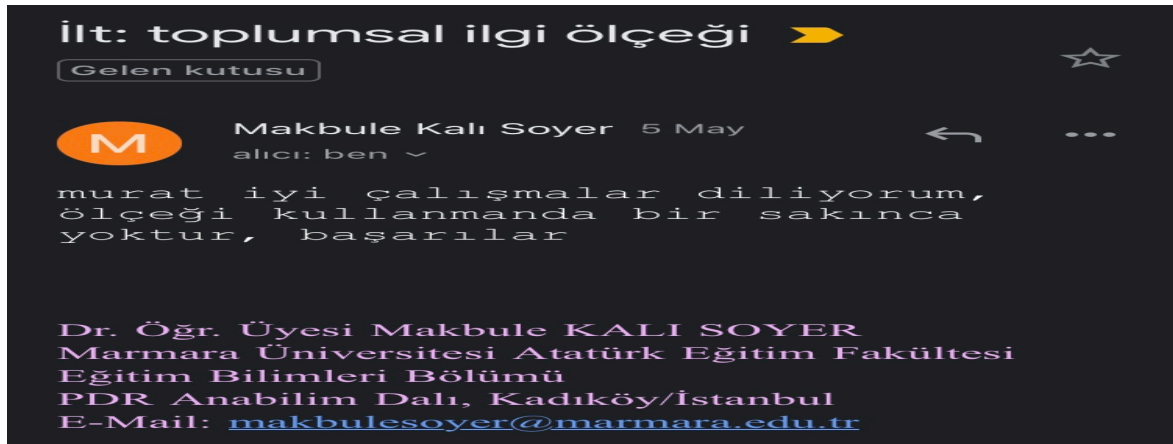 İlt: toplumsal ilgi ölçeği
Gelen kutusu
M
Makbule Kalı Soyer 5 May
alıcı: ben
murat iyi çalışmalar diliyorum,
ölçeği kullanmanda bir sakınca
yoktur, başarılar
Dr. Öğr. Üyesi Makbule KALI SOYER
Marmara Üniversitesi Atatürk Eğitim Fakültesi
Eğitim Bilimleri Bölümü
PDR Anabilim Dalı, Kadıköy/İstanbul
E-Mail: makbulesoyer@marmara.edu.tr